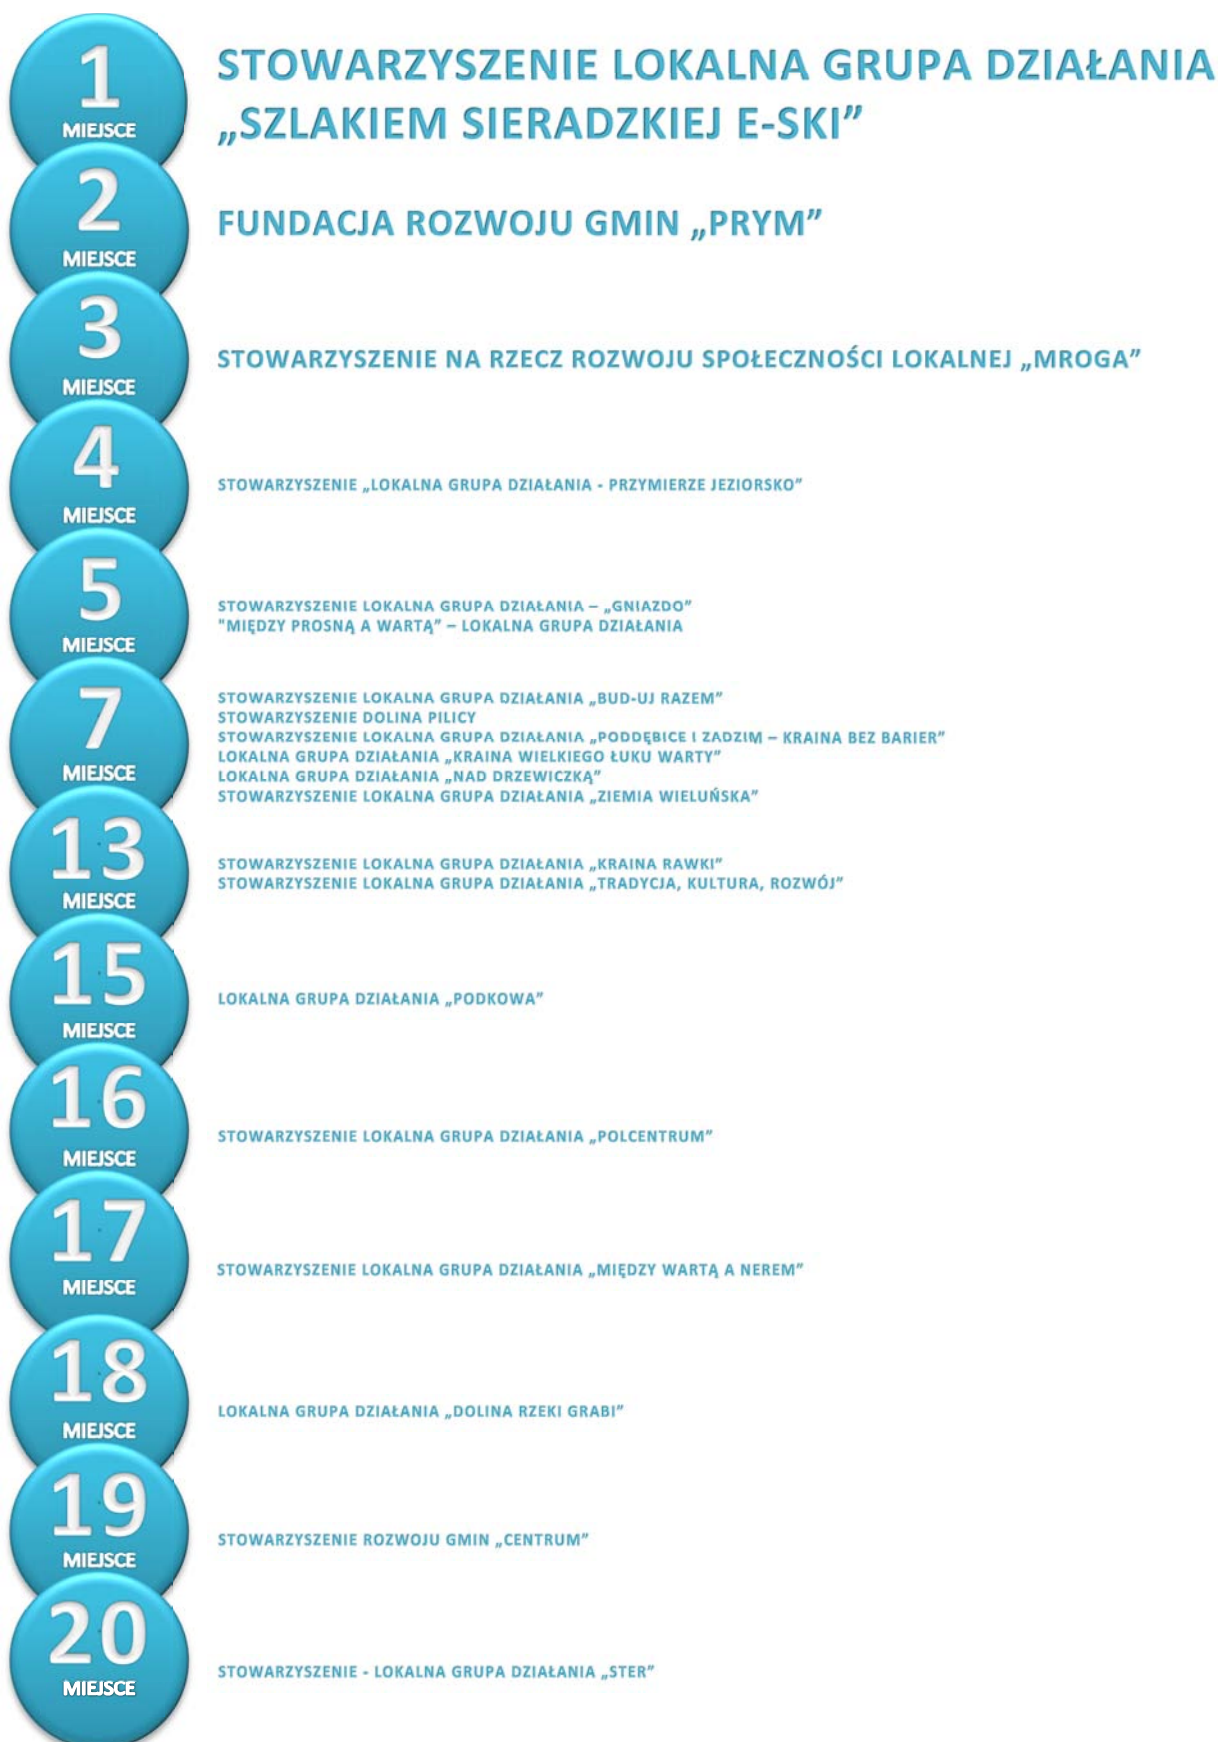 1
MIEJSCE
STOWARZYSZENIE LOKALNA GRUPA DZIAŁANIA
„SZLAKIEM SIERADZKIEJ E-SKI”
2
MIEJSCE
FUNDACJA ROZWOJU GMIN „PRYM”
3
MIEJSCE
STOWARZYSZENIE NA RZECZ ROZWOJU SPOŁECZNOŚCI LOKALNEJ „MROGA”
4
MIEJSCE
STOWARZYSZENIE „LOKALNA GRUPA DZIAŁANIA - PRZYMIERZE JEZIORSKO”
5
MIEJSCE
STOWARZYSZENIE LOKALNA GRUPA DZIAŁANIA – „GNIAZDO”
"MIĘDZY PROSNĄ A WARTĄ” – LOKALNA GRUPA DZIAŁANIA
7
MIEJSCE
STOWARZYSZENIE LOKALNA GRUPA DZIAŁANIA „BUD-UJ RAZEM”
STOWARZYSZENIE DOLINA PILICY
STOWARZYSZENIE LOKALNA GRUPA DZIAŁANIA „PODDĘBICE I ZADZIM – KRAINA BEZ BARIER”
LOKALNA GRUPA DZIAŁANIA „KRAINA WIELKIEGO ŁUKU WARTY”
LOKALNA GRUPA DZIAŁANIA „NAD DRZEWICZKĄ”
STOWARZYSZENIE LOKALNA GRUPA DZIAŁANIA „ZIEMIA WIELUŃSKA”
13
MIEJSCE
STOWARZYSZENIE LOKALNA GRUPA DZIAŁANIA „KRAINA RAWKI”
STOWARZYSZENIE LOKALNA GRUPA DZIAŁANIA „TRADYCJA, KULTURA, ROZWÓJ”
15
MIEJSCE
LOKALNA GRUPA DZIAŁANIA „PODKOWA”
16
MIEJSCE
STOWARZYSZENIE LOKALNA GRUPA DZIAŁANIA „POLCENTRUM”
17
MIEJSCE
STOWARZYSZENIE LOKALNA GRUPA DZIAŁANIA „MIĘDZY WARTĄ A NEREM”
18
MIEJSCE
LOKALNA GRUPA DZIAŁANIA „DOLINA RZEKI GRABI”
19
MIEJSCE
STOWARZYSZENIE ROZWOJU GMIN „CENTRUM”
20
MIEJSCE
STOWARZYSZENIE - LOKALNA GRUPA DZIAŁANIA „STER”